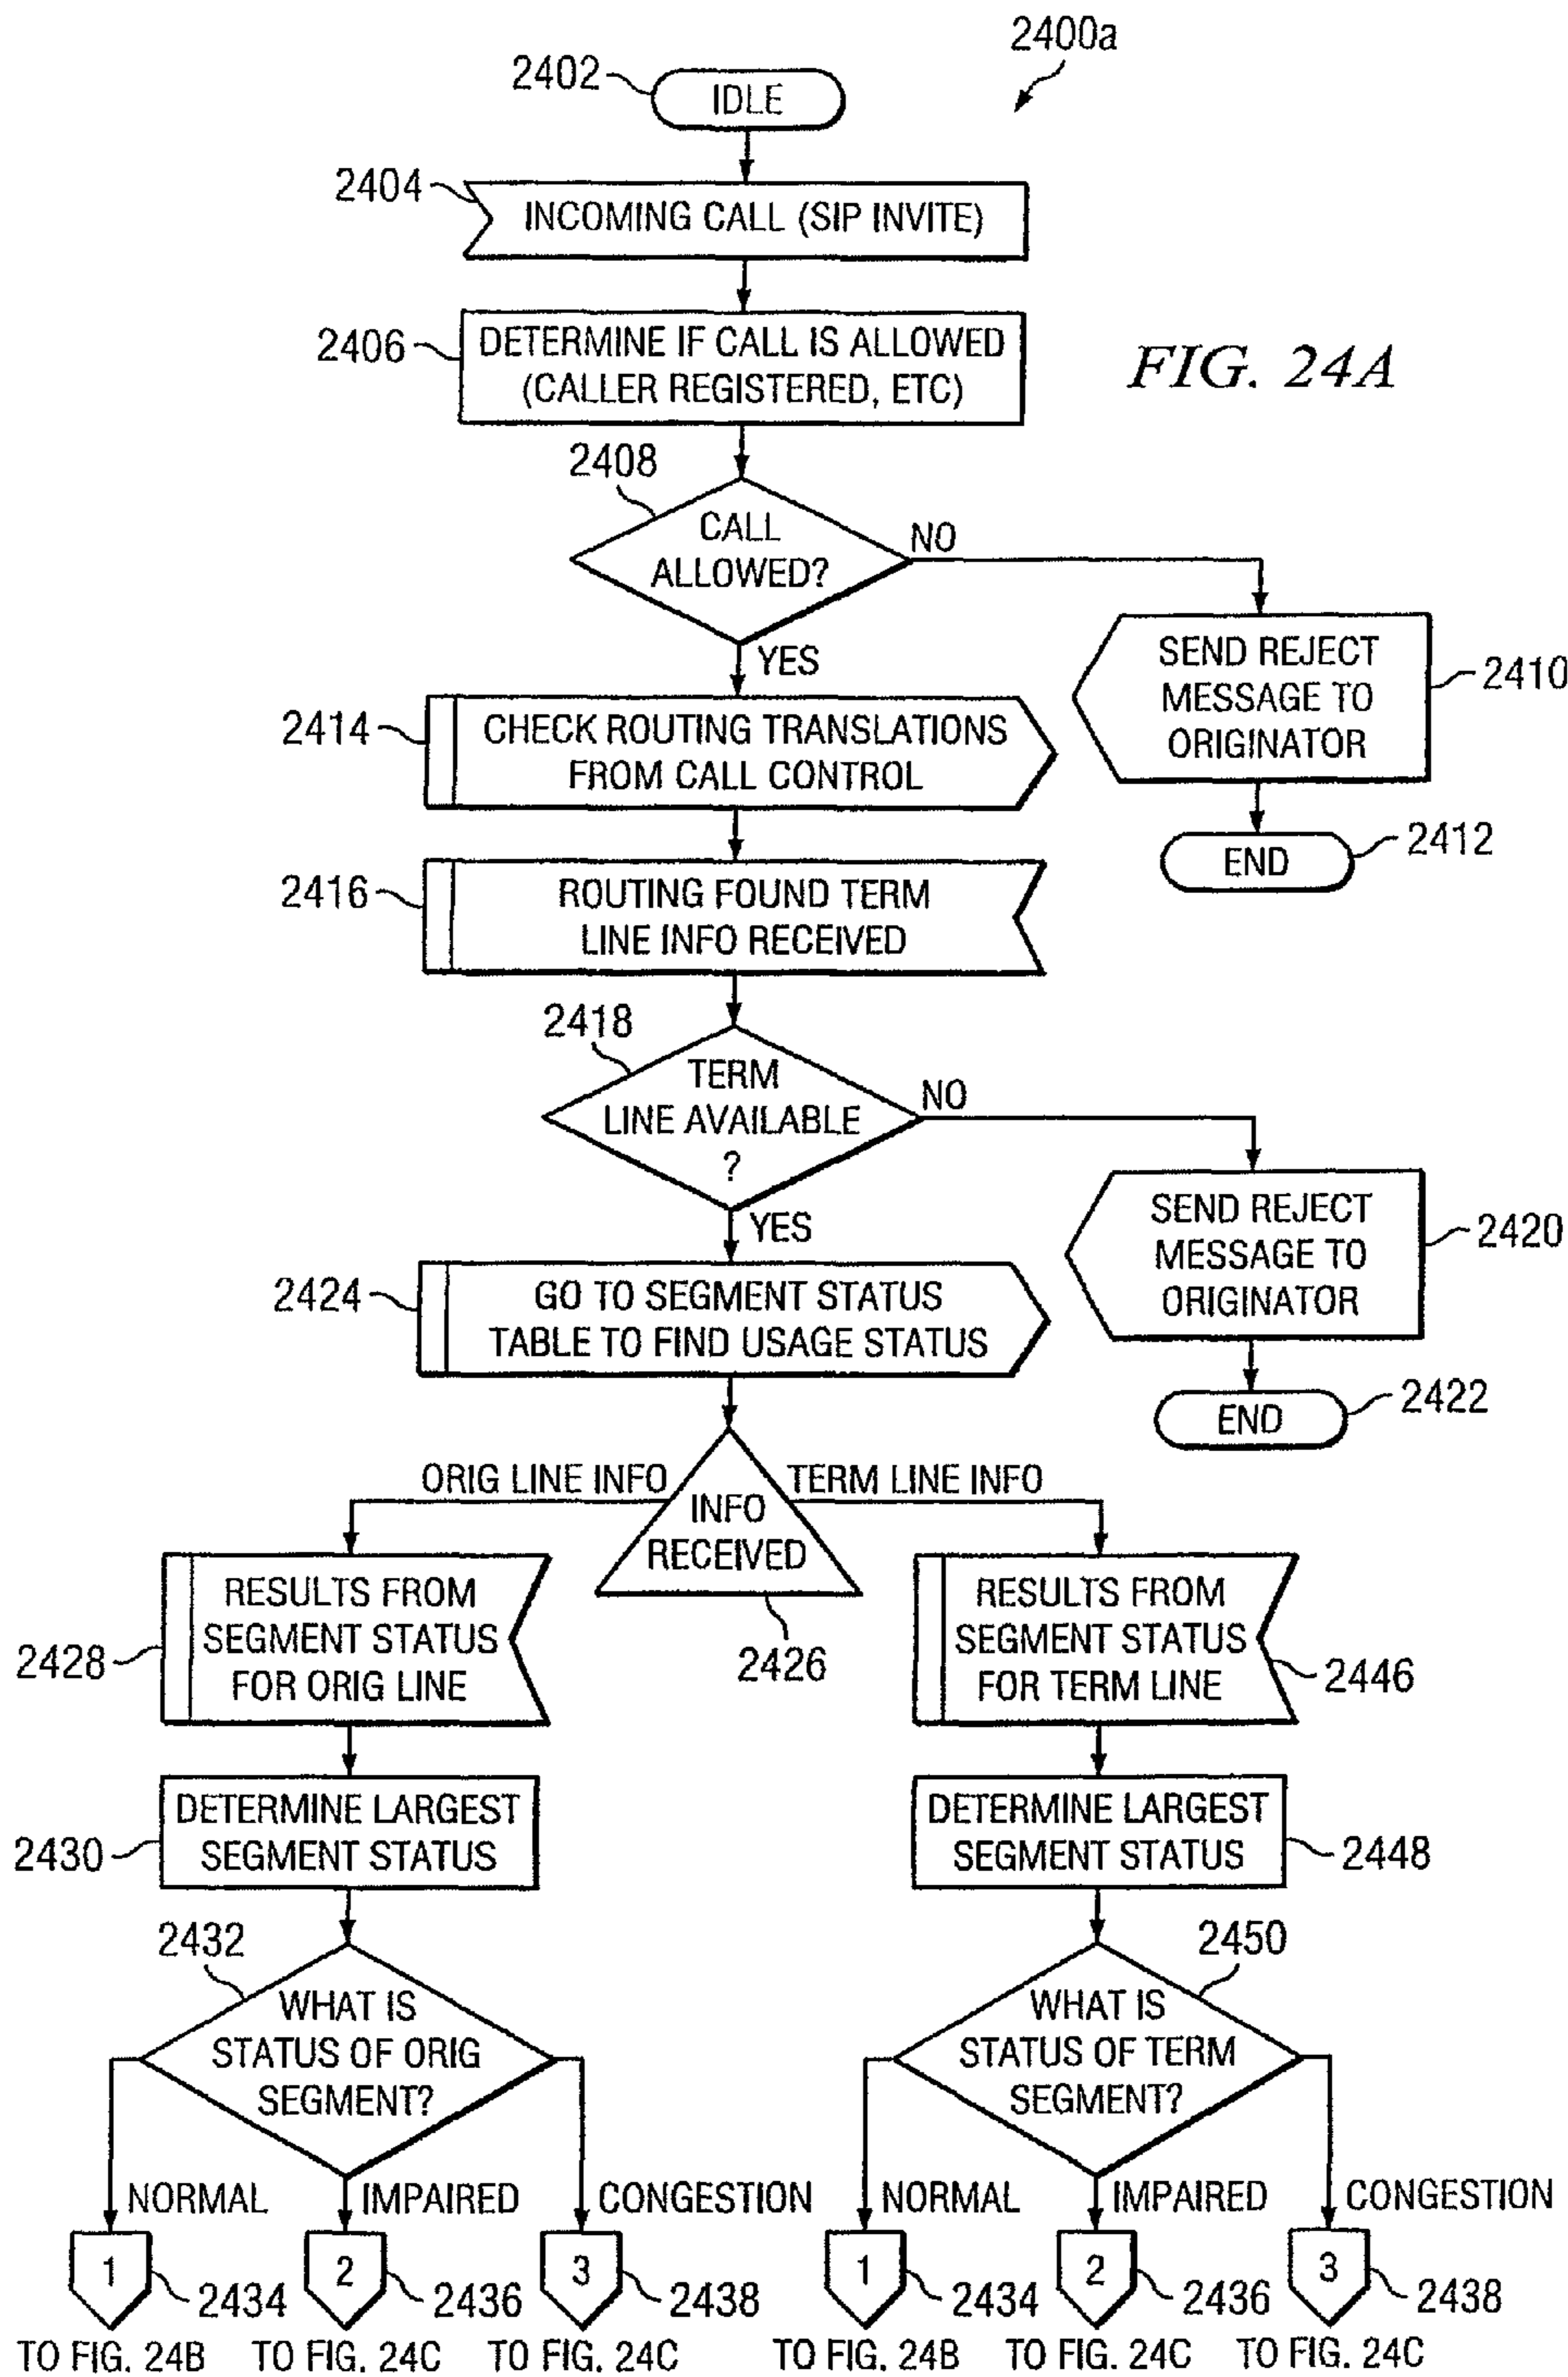 2400a
2402
IDLE
2404
INCOMING CALL (SIP INVITE)
2406
DETERMINE IF CALL IS ALLOWED
(CALLER REGISTERED, ETC)
FIG. 24A
2408
CALL
ALLOWED?
NO
YES
SEND REJECT
MESSAGE TO
ORIGINATOR
2410
2414
CHECK ROUTING TRANSLATIONS
FROM CALL CONTROL
END
2412
2416
ROUTING FOUND TERM
LINE INFO RECEIVED
2418
TERM
LINE AVAILABLE
?
NO
YES
SEND REJECT
MESSAGE TO
ORIGINATOR
2420
2424
GO TO SEGMENT STATUS
TABLE TO FIND USAGE STATUS
END
2422
ORIG LINE INFO
TERM LINE INFO
INFO
RECEIVED
2426
RESULTS FROM
SEGMENT STATUS
FOR ORIG LINE
2428
RESULTS FROM
SEGMENT STATUS
FOR TERM LINE
2446
DETERMINE LARGEST
SEGMENT STATUS
2430
DETERMINE LARGEST
SEGMENT STATUS
2448
2432
WHAT IS
STATUS OF ORIG
SEGMENT?
2450
WHAT IS
STATUS OF TERM
SEGMENT?
NORMAL
IMPAIRED
CONGESTION
NORMAL
IMPAIRED
CONGESTION
1
2434
2
2436
3
2438
1
2434
2
2436
3
2438
TO FIG. 24B
TO FIG. 24C
TO FIG. 24C
TO FIG. 24B
TO FIG. 24C
TO FIG. 24C